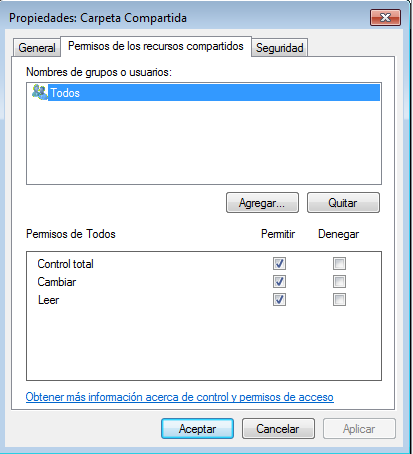 Propiedades: Carpeta Compartida
General Permisos de los recursos compartidos Seguridad
Nombres de grupos o usuarios:
Todos
Agregar... Quitar
Permisos de Todos Permitir Denegar
Control total
Cambiar
Leer
Obtener más información acerca de control y permisos de acceso
Aceptar Cancelar Aplicar